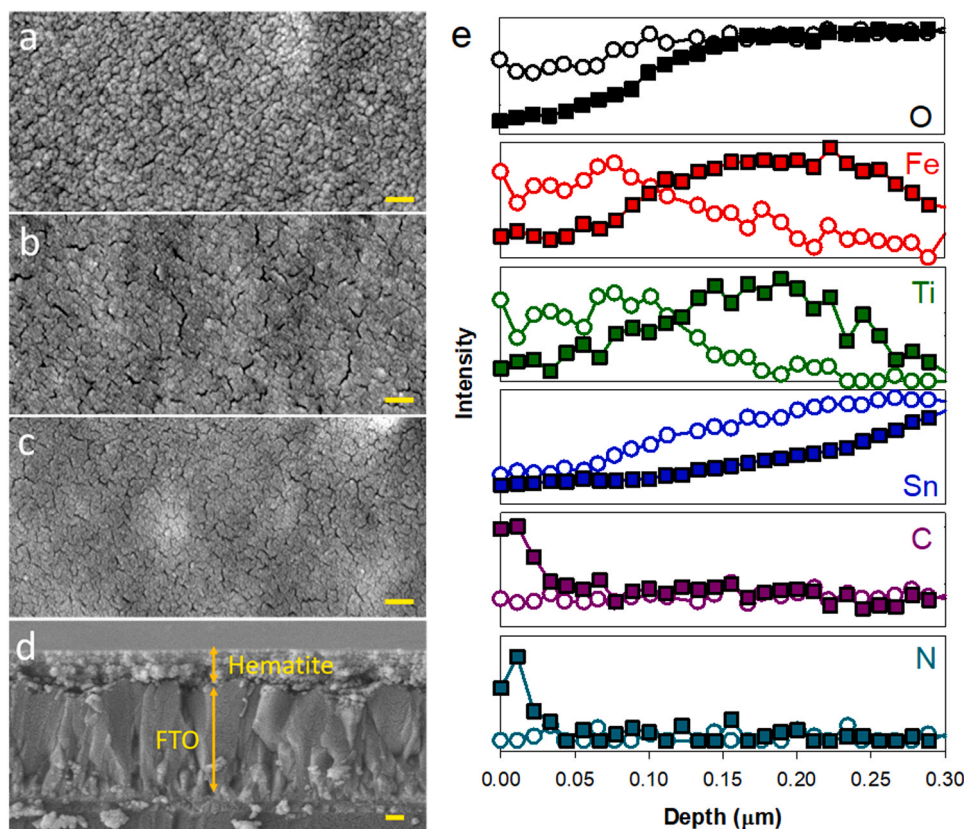 a
b
c
d
Hematite
FTO
e
O
Fe
Ti
Sn
C
N
Intensity
0.00 0.05 0.10 0.15 0.20 0.25 0.30
Depth (μm)